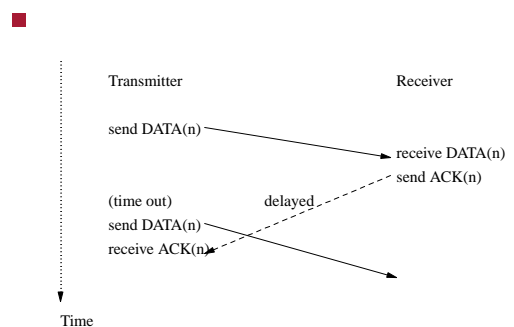 Transmitter Receiver
send DATA(n)
receive DATA(n)
send ACK(n)
(time out) delayed
send DATA(n)
receive ACK(n)
Time